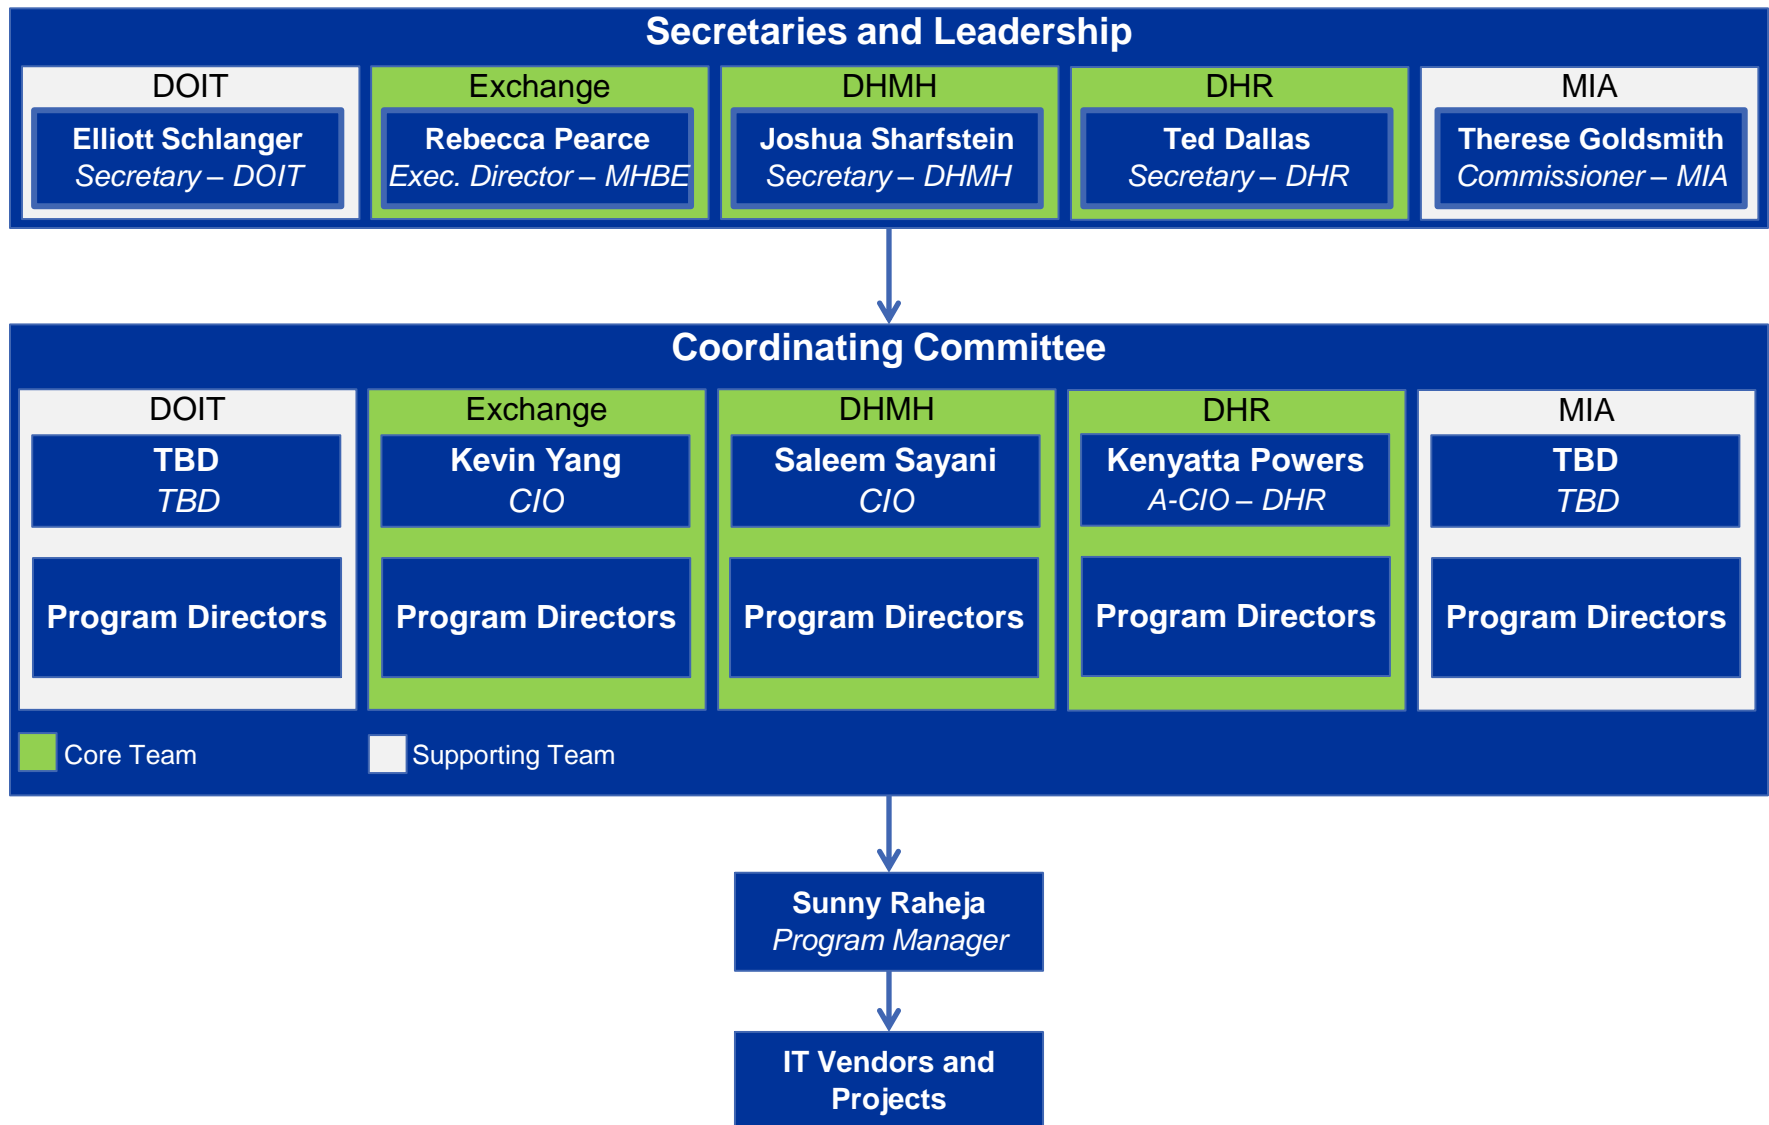 Secretaries and Leadership
DOIT
Elliott Schlanger
Secretary – DOIT
Exchange
Rebecca Pearce
Exec. Director – MHBE
DHMH
Joshua Sharfstein
Secretary – DHMH
DHR
Ted Dallas
Secretary – DHR
MIA
Therese Goldsmith
Commissioner – MIA
Coordinating Committee
DOIT
TBD
TBD
Program Directors
Exchange
Kevin Yang
CIO
Program Directors
DHMH
Saleem Sayani
CIO
Program Directors
DHR
Kenyatta Powers
A-CIO – DHR
Program Directors
MIA
TBD
TBD
Program Directors
Core Team
Supporting Team
Sunny Raheja
Program Manager
IT Vendors and
Projects